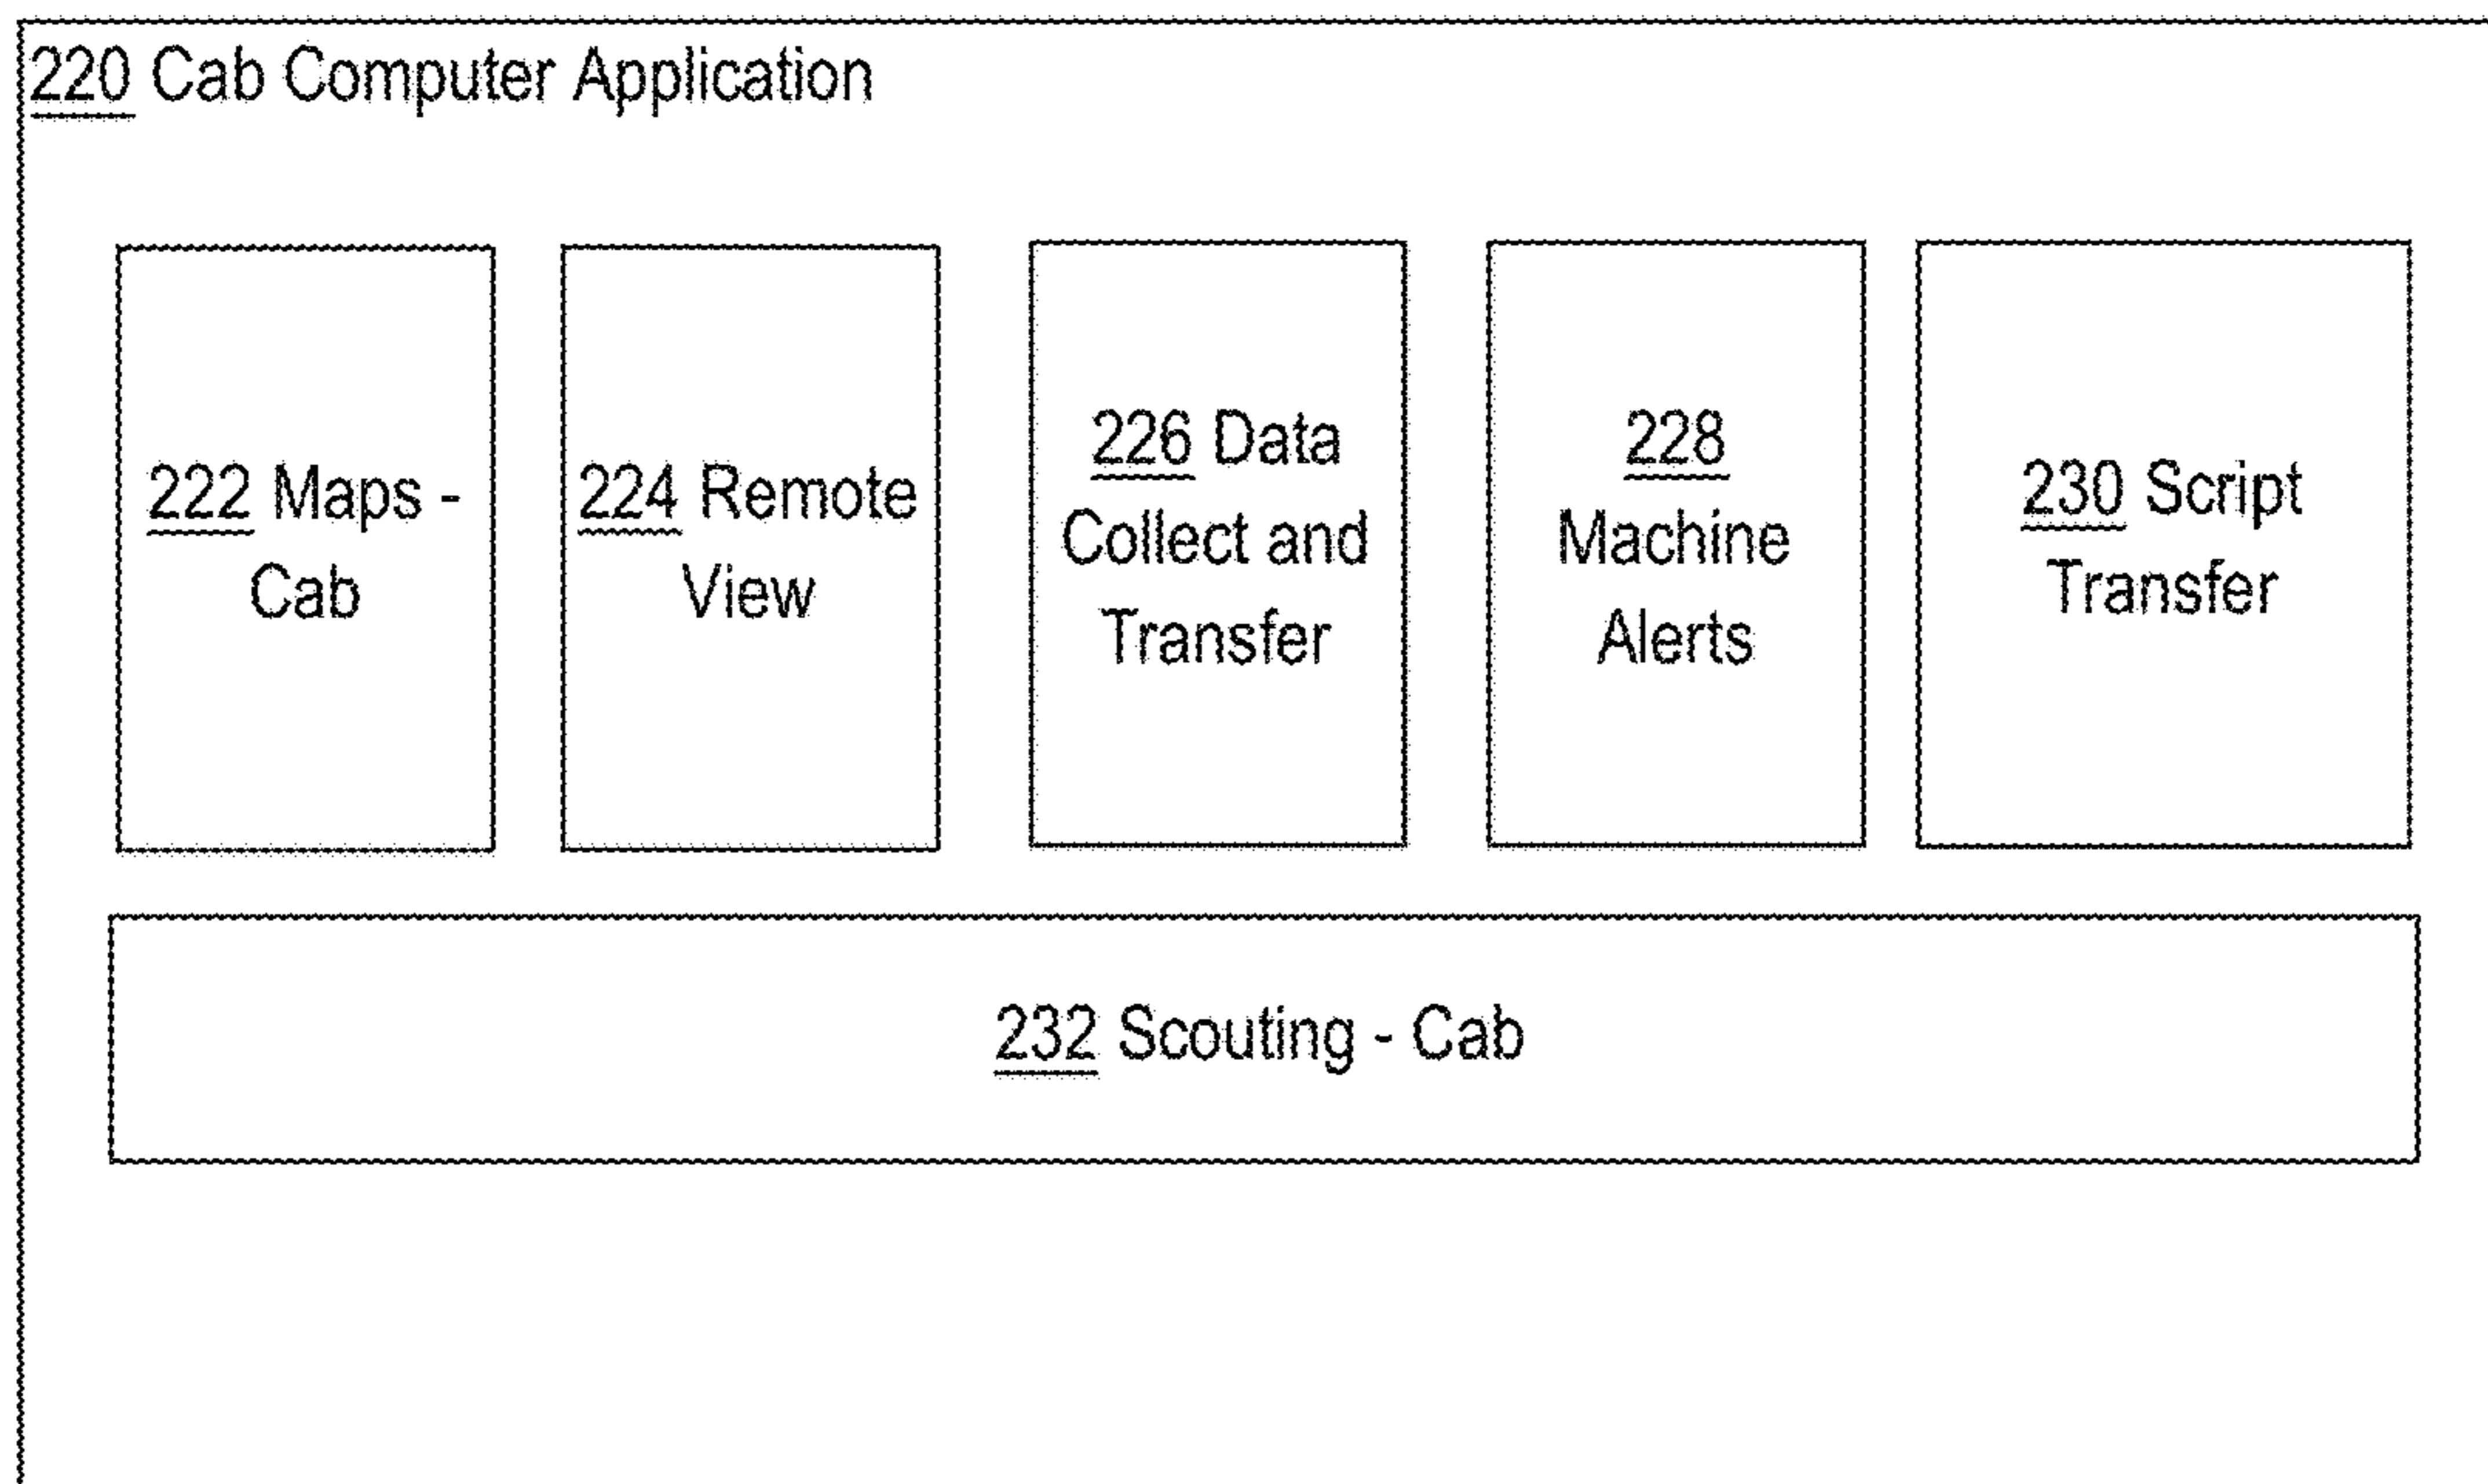 220 Cab Computer Application
222 Maps -
Cab
224 Remote
View
226 Data
Collect and
Transfer
228
Machine
Alerts
230 Script
Transfer
232 Scouting - Cab